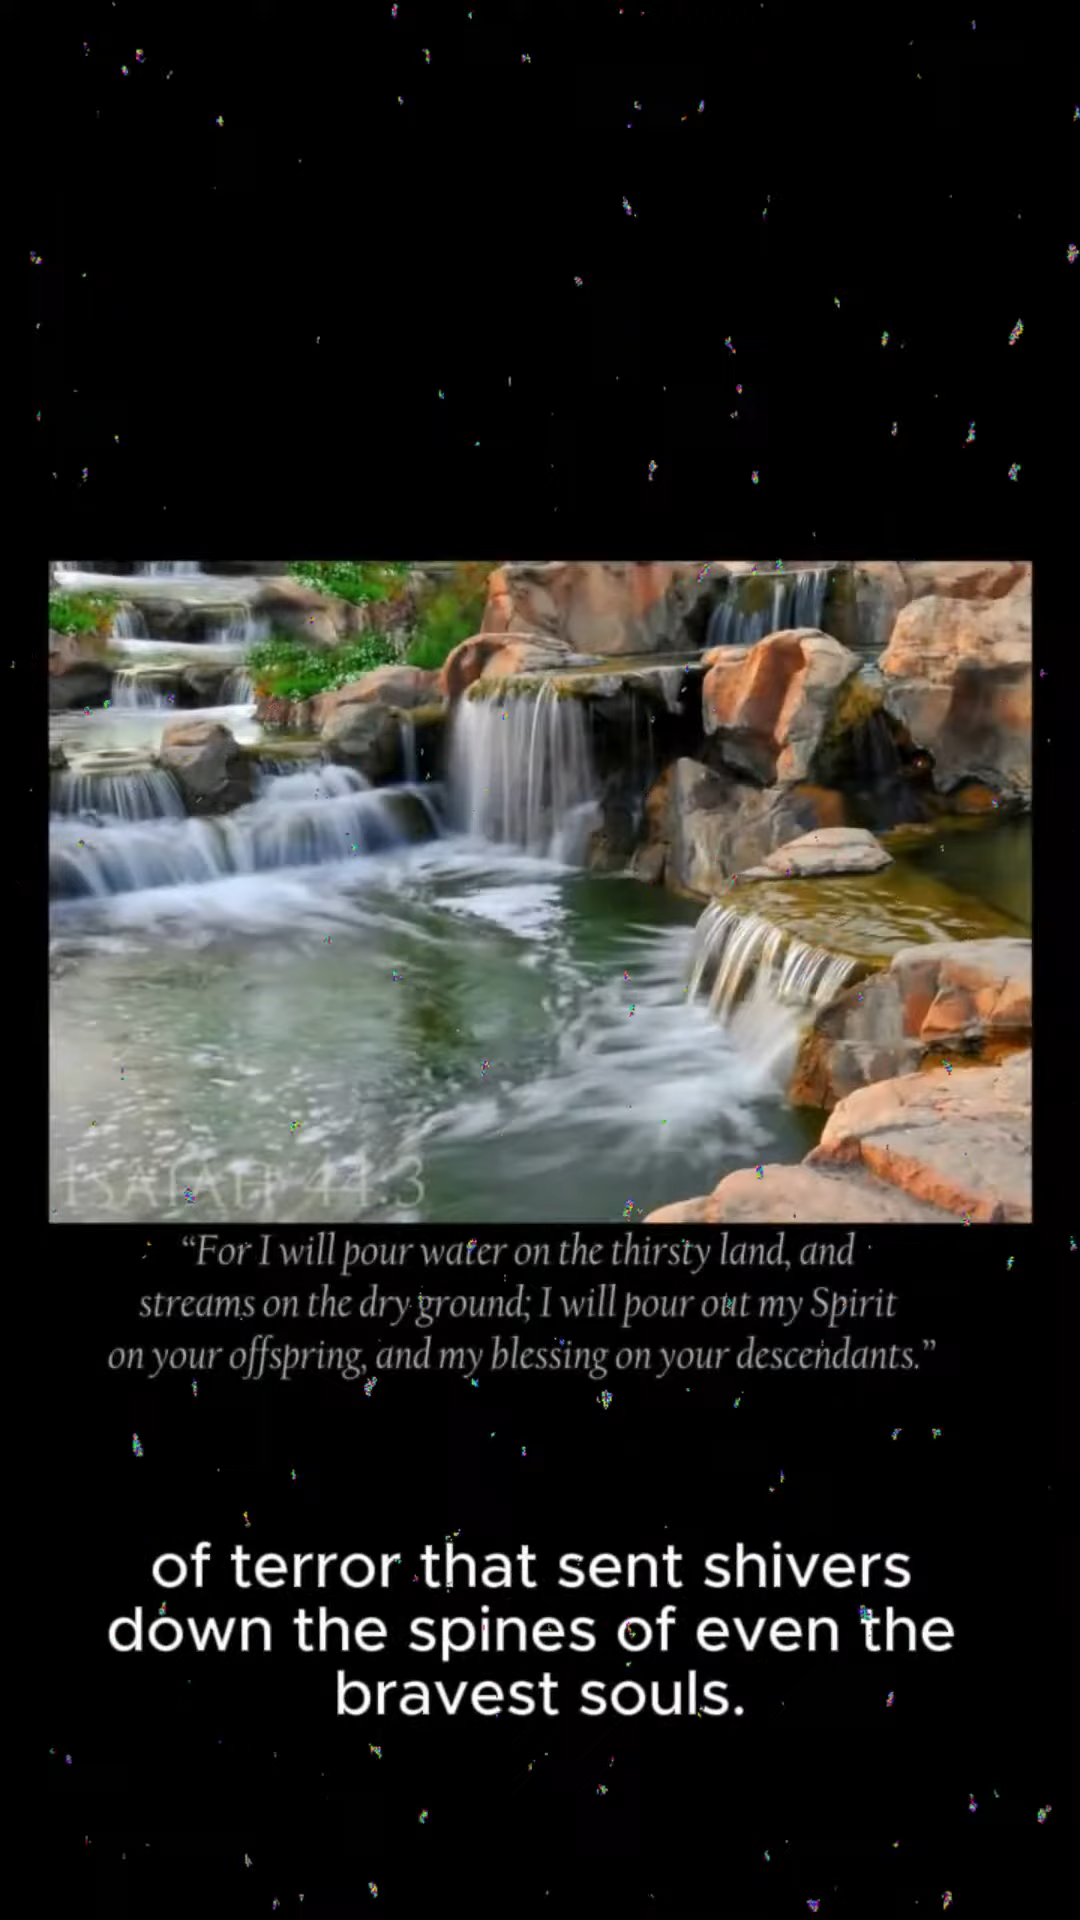 ISAIAH 44:3
“For I will pour water on the thirsty land, and
streams on the dry ground; I will pour out my Spirit
on your offspring, and my blessing on your descendants.”
of terror that sent shivers
down the spines of even the
bravest souls.